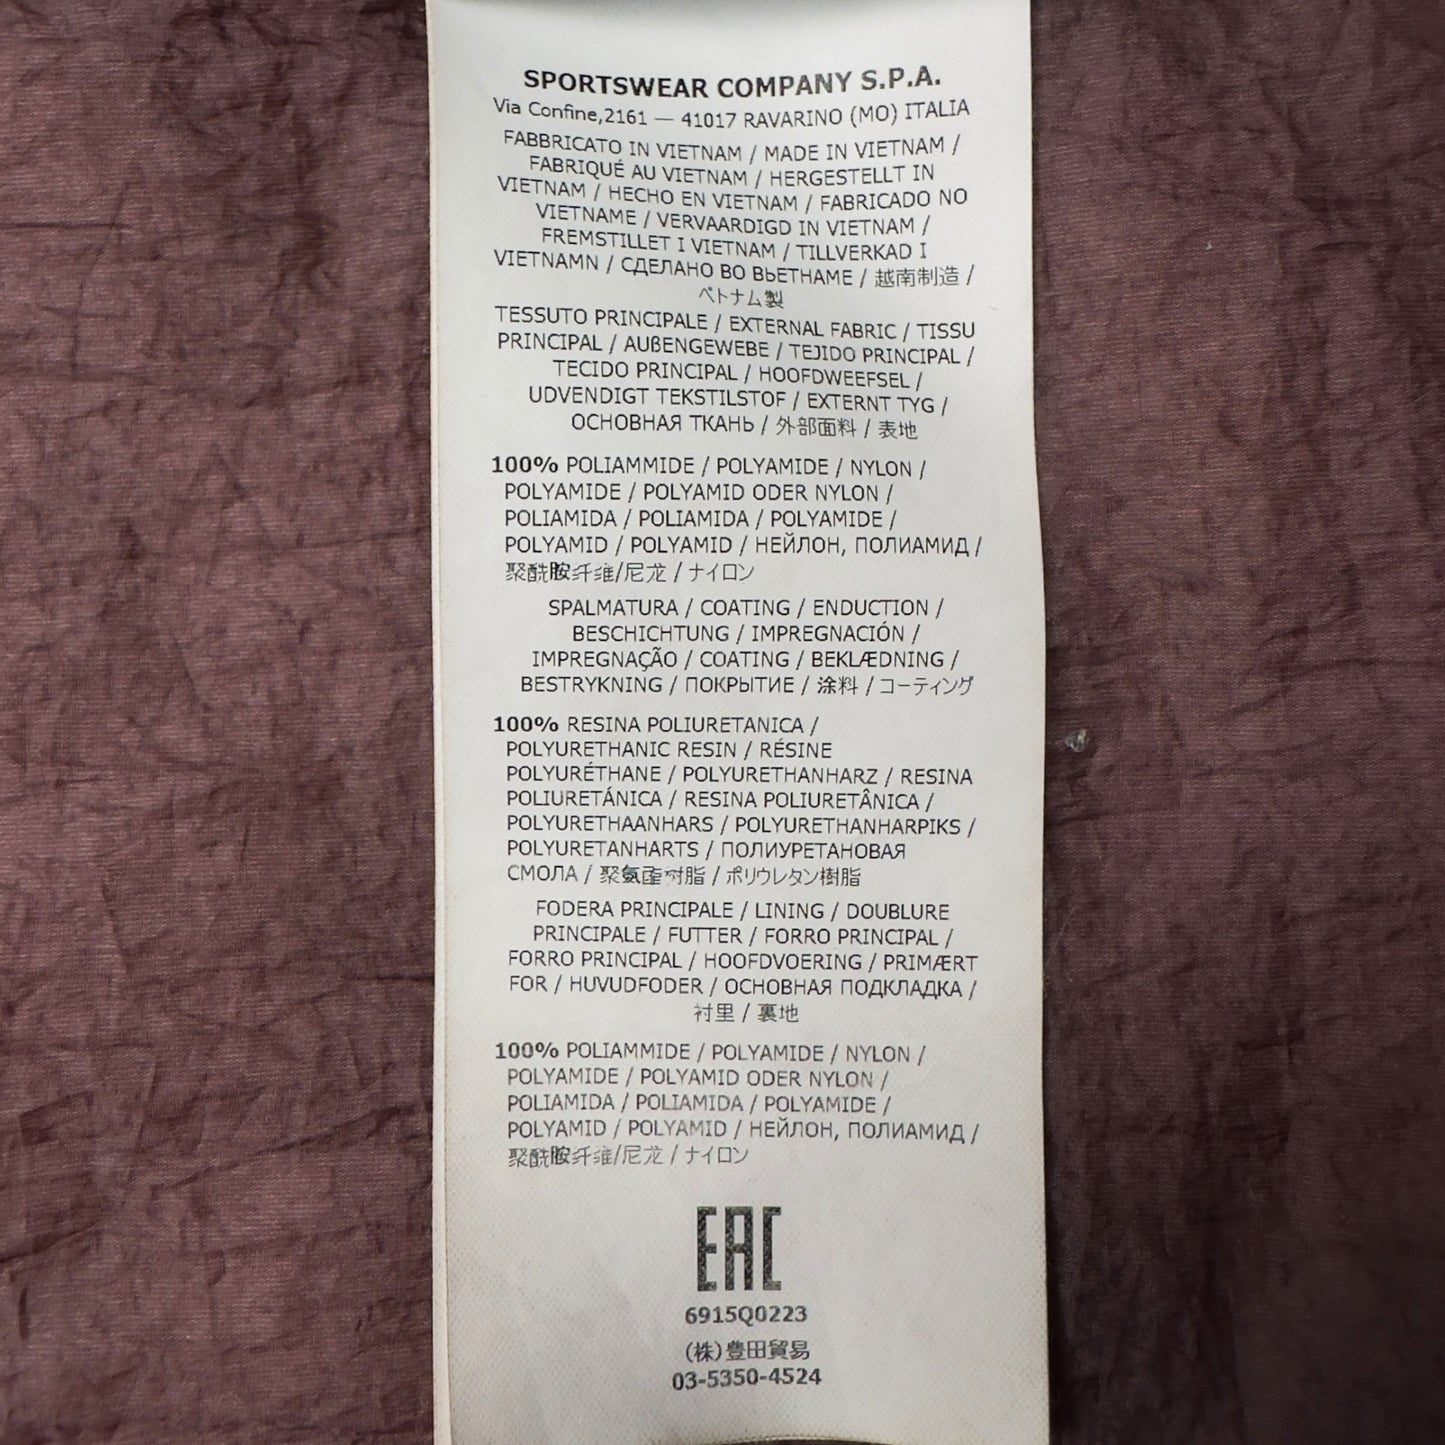 SPORTSWEAR COMPANY S.P.A.
Via Confine,2161 — 41017 RAVARINO (MO) ITALIA
FABBRICATO IN VIETNAM / MADE IN VIETNAM /
FABRIQUÉ AU VIETNAM / HERGESTELLT IN
VIETNAM / HECHO EN VIETNAM / FABRICADO NO
VIETNAME / VERVAARDIGD IN VIETNAM /
FREMSTILLET I VIETNAM / TILLVERKAD I
VIETNAMN / СДЕЛАНО ВО ВЬЕТНАМЕ / 越南制造 /
ベトナム製
TESSUTO PRINCIPALE / EXTERNAL FABRIC / TISSU
PRINCIPAL / AUßENGEWEBE / TEJIDO PRINCIPAL /
TECIDO PRINCIPAL / HOOFDWEEFSEL /
UDVENDIGT TEKSTILSTOF / EXTERNT TYG /
ОСНОВНАЯ ТКАНЬ / 外部面料 / 表地
100% POLIAMMIDE / POLYAMIDE / NYLON /
POLYAMIDE / POLYAMID ODER NYLON /
POLIAMIDA / POLIAMIDA / POLYAMIDE /
POLYAMID / POLYAMID / НЕЙЛОН, ПОЛИАМИД /
聚酰胺纤维/尼龙 / ナイロン
SPALMATURA / COATING / ENDUCTION /
BESCHICHTUNG / IMPREGNACIÓN /
IMPREGNAÇÃO / COATING / BEKLÆDNING /
BESTRYKNING / ПОКРЫТИЕ / 涂料 / コーティング
100% RESINA POLIURETANICA /
POLYURETHANIC RESIN / RÉSINE
POLYURÉTHANE / POLYURETHANHARZ / RESINA
POLIURETÁNICA / RESINA POLIURETÂNICA /
POLYURETHAANHARS / POLYURETHANHARPIKS /
POLYURETANHARTS / ПОЛИУРЕТАНОВАЯ
СМОЛА / 聚氨酯树脂 / ポリウレタン樹脂
FODERA PRINCIPALE / LINING / DOUBLURE
PRINCIPALE / FUTTER / FORRO PRINCIPAL /
FORRO PRINCIPAL / HOOFDVOERING / PRIMÆRT
FOR / HUVUDFODER / ОСНОВНАЯ ПОДКЛАДКА /
衬里 / 裏地
100% POLIAMMIDE / POLYAMIDE / NYLON /
POLYAMIDE / POLYAMID ODER NYLON /
POLIAMIDA / POLIAMIDA / POLYAMIDE /
POLYAMID / POLYAMID / НЕЙЛОН, ПОЛИАМИД /
聚酰胺纤维/尼龙 / ナイロン
EAC
6915Q0223
(株)豊田貿易
03-5350-4524